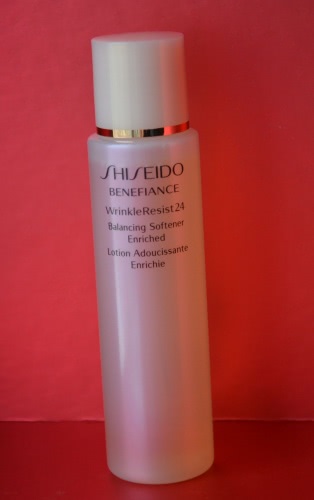 SHISEIDO
BENEFIANCE
WrinkleResist24
Balancing Softener
Enriched
Lotion Adoucissante
Enrichie